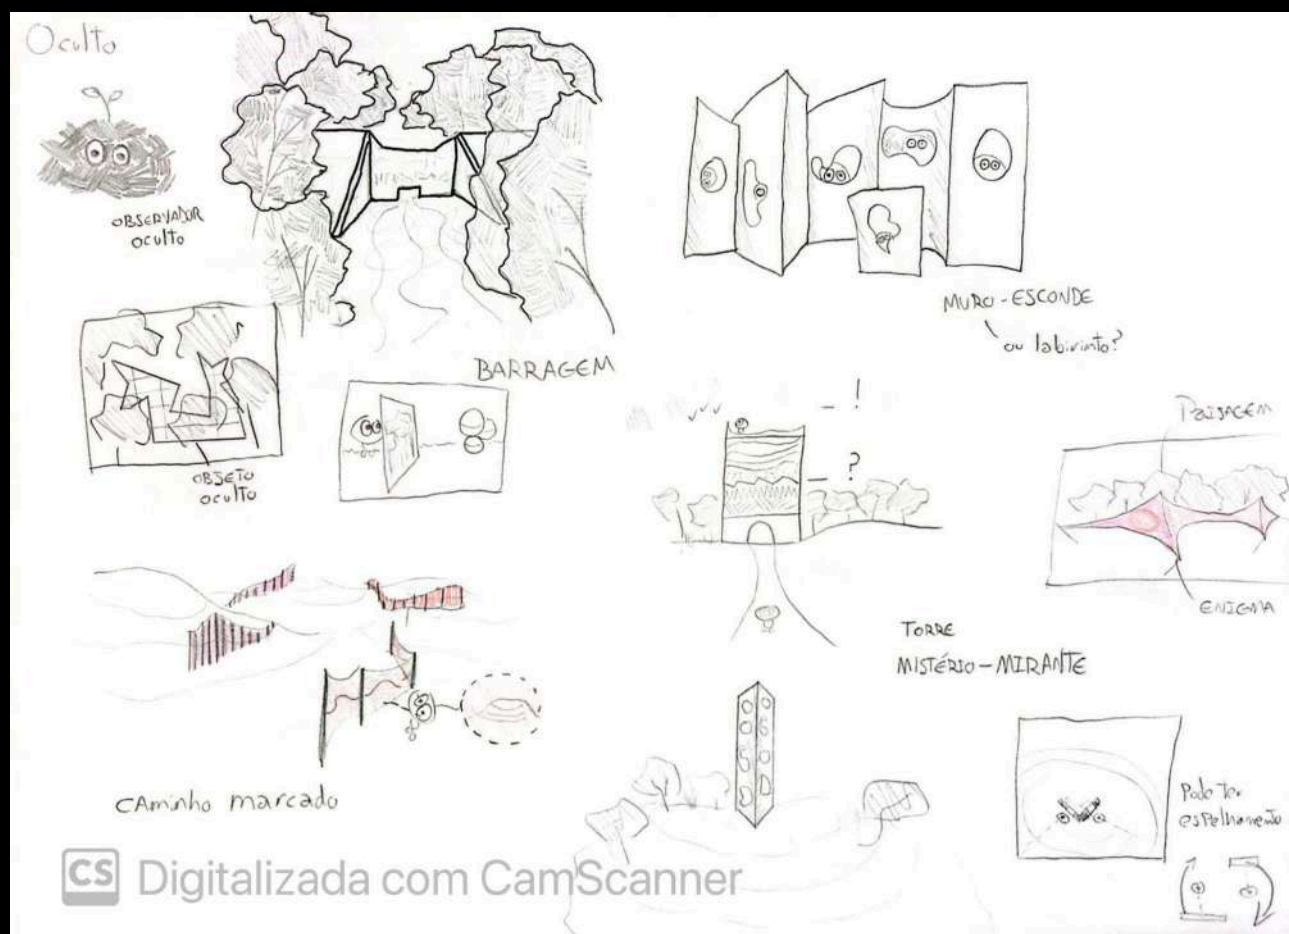 Oculto
OBSERVADOR
oculto
BARRAGEM
OBJETO
oculto
MURO-ESCONDE
ou labirinto?
!
?
PAISAGEM
ENIGMA
TORRE
MISTÉRIO-MIRANTE
CAminho marcado
Pode Ter
espelhamento
CS Digitalizada com CamScanner